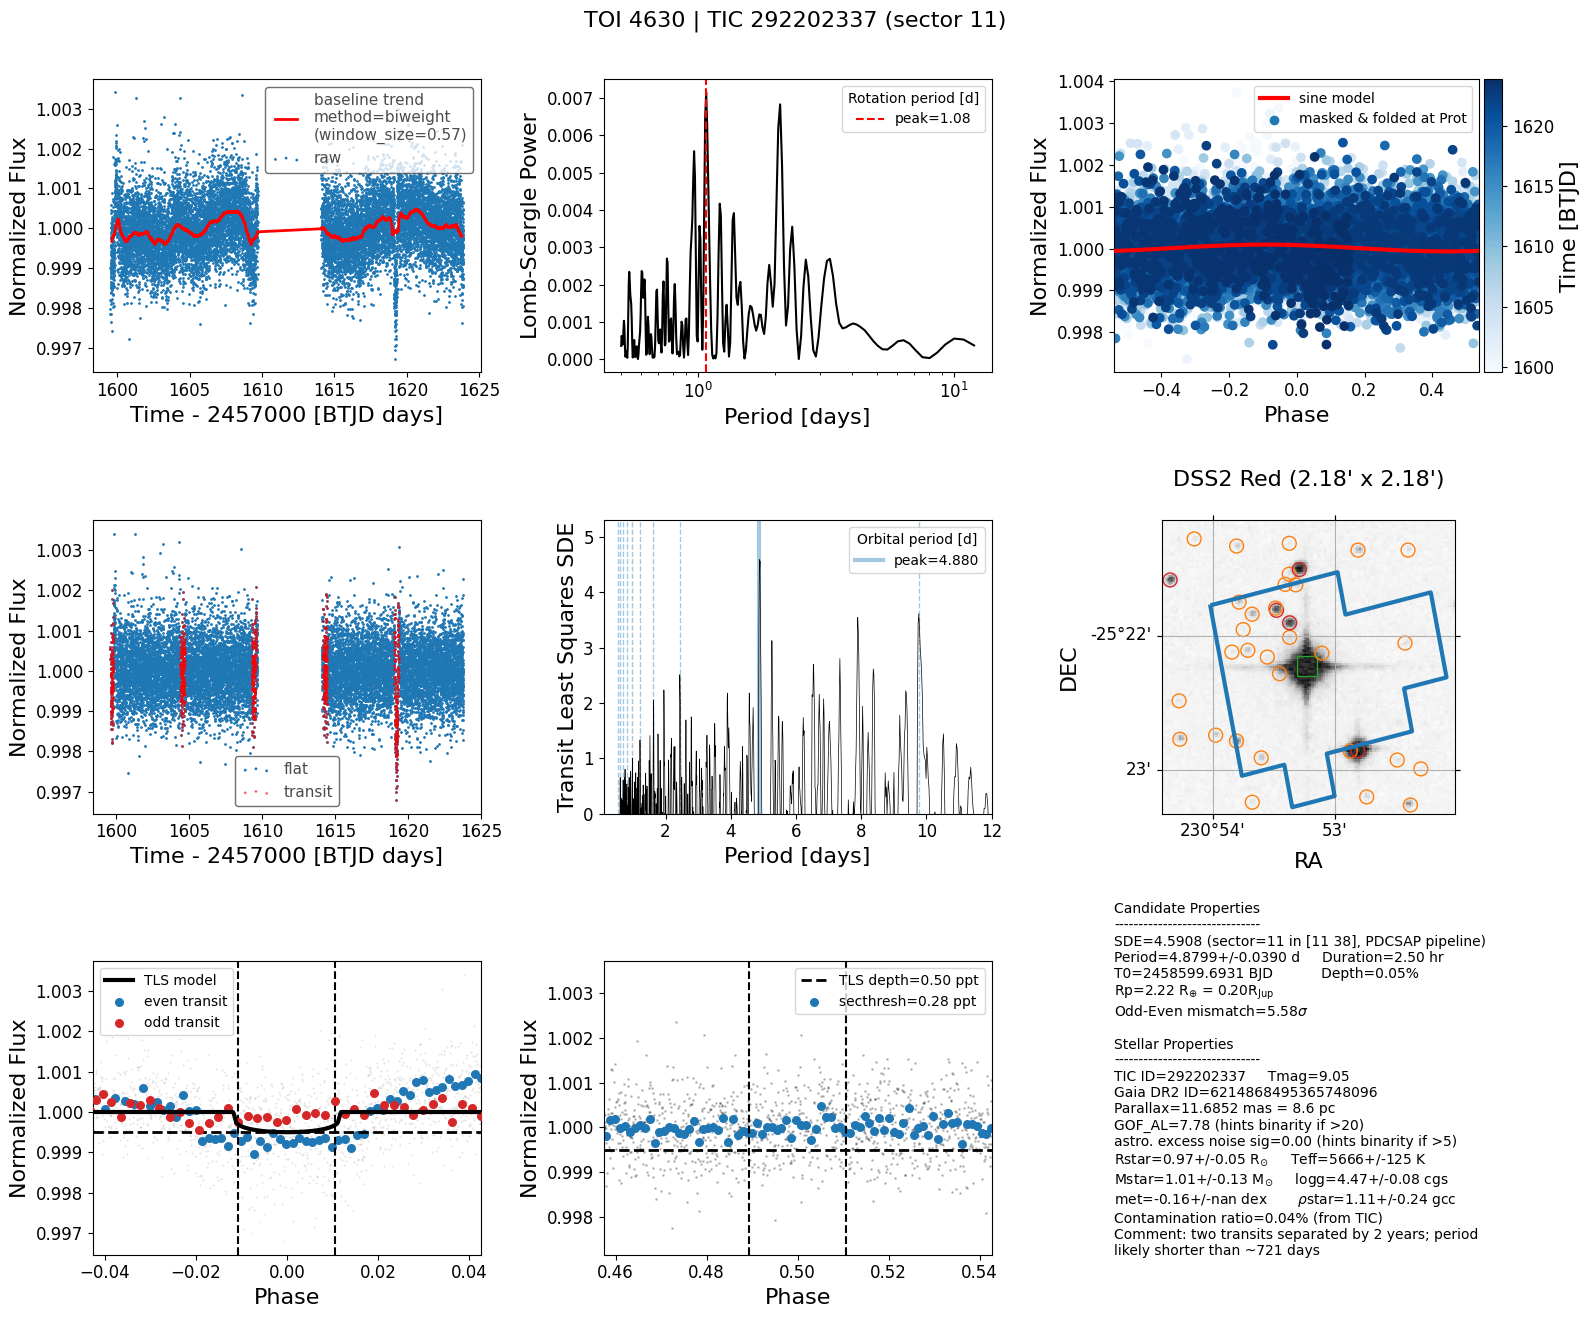 TOI 4630 | TIC 292202337 (sector 11)
Normalized Flux
1.003
1.002
1.001
1.000
0.999
0.998
0.997
baseline trend
method=biweight
(window_size=0.57)
raw
1600
1605
1610
1615
1620
1625
Time - 2457000 [BTJD days]
Lomb-Scargle Power
0.007
0.006
0.005
0.004
0.003
0.002
0.001
0.000
Rotation period [d]
peak=1.08
10⁰
10¹
Period [days]
Normalized Flux
1.004
1.003
1.002
1.001
1.000
0.999
0.998
sine model
masked & folded at Prot
−0.4
−0.2
0.0
0.2
0.4
Phase
1620
1615
1610
1605
1600
Time [BTJD]
Normalized Flux
1.003
1.002
1.001
1.000
0.999
0.998
0.997
flat
transit
1600
1605
1610
1615
1620
1625
Time - 2457000 [BTJD days]
Transit Least Squares SDE
5
4
3
2
1
0
Orbital period [d]
peak=4.880
2
4
6
8
10
12
Period [days]
DSS2 Red (2.18' x 2.18')
DEC
-25°22'
23'
230°54'
53'
RA
Normalized Flux
1.003
1.002
1.001
1.000
0.999
0.998
0.997
TLS model
even transit
odd transit
−0.04
−0.02
0.00
0.02
0.04
Phase
Normalized Flux
1.003
1.002
1.001
1.000
0.999
0.998
TLS depth=0.50 ppt
secthresh=0.28 ppt
0.46
0.48
0.50
0.52
0.54
Phase
Candidate Properties
------------------------------
SDE=4.5908 (sector=11 in [11 38], PDCSAP pipeline)
Period=4.8799+/-0.0390 d Duration=2.50 hr
T0=2458599.6931 BJD Depth=0.05%
Rp=2.22 R⊕ = 0.20RJup
Odd-Even mismatch=5.58σ
Stellar Properties
------------------------------
TIC ID=292202337 Tmag=9.05
Gaia DR2 ID=6214868495365748096
Parallax=11.6852 mas = 8.6 pc
GOF_AL=7.78 (hints binarity if >20)
astro. excess noise sig=0.00 (hints binarity if >5)
Rstar=0.97+/-0.05 R⊙ Teff=5666+/-125 K
Mstar=1.01+/-0.13 M⊙ logg=4.47+/-0.08 cgs
met=-0.16+/-nan dex ρstar=1.11+/-0.24 gcc
Contamination ratio=0.04% (from TIC)
Comment: two transits separated by 2 years; period
likely shorter than ~721 days